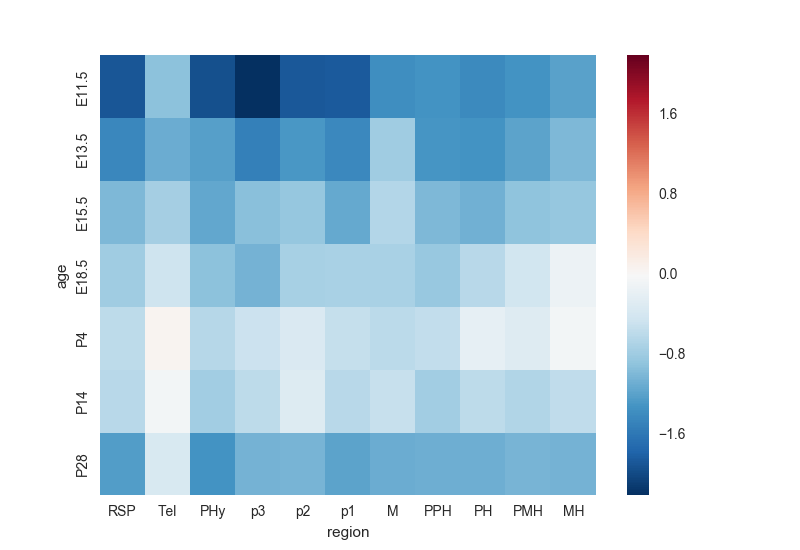 age
E11.5
E13.5
E15.5
E18.5
P4
P14
P28
RSP Tel PHy p3 p2 p1 M PPH PH PMH MH
region
1.6
0.8
0.0
−0.8
−1.6